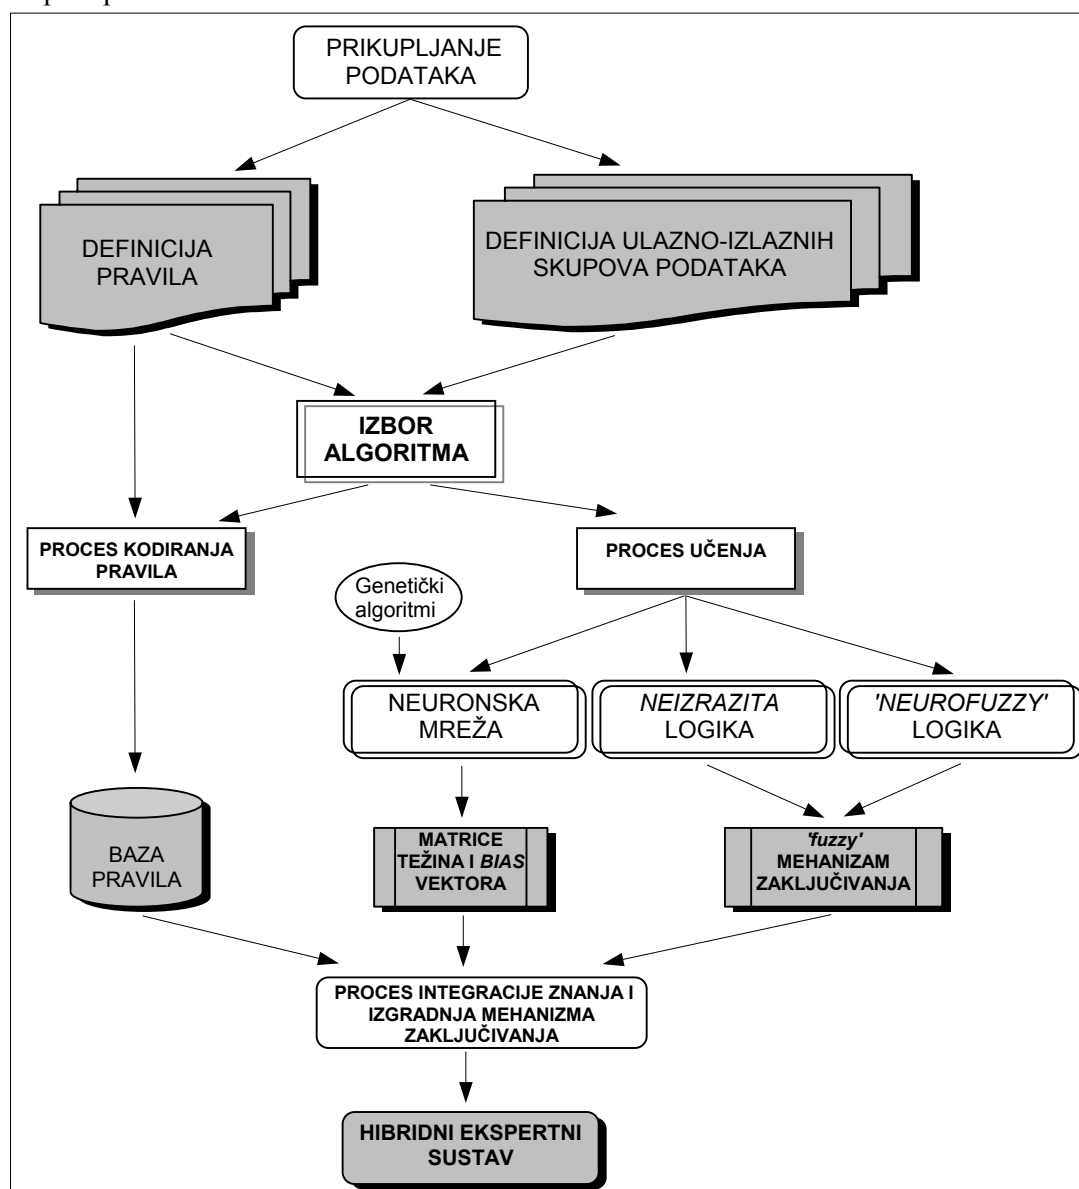 PRIKUPLJANJE
PODATAKA
DEFINICIJA
PRAVILA
DEFINICIJA ULAZNO-IZLAZNIH
SKUPOVA PODATAKA
IZBOR
ALGORITMA
PROCES KODIRANJA
PRAVILA
PROCES UČENJA
Genetički
algoritmi
NEURONSKA
MREŽA
NEIZRAZITA
LOGIKA
'NEUROFUZZY'
LOGIKA
BAZA
PRAVILA
MATRICE
TEŽINA I BIAS
VEKTORA
'fuzzy'
MEHANIZAM
ZAKLJUČIVANJA
PROCES INTEGRACIJE ZNANJA I
IZGRADNJA MEHANIZMA
ZAKLJUČIVANJA
HIBRIDNI EKSPERTNI
SUSTAV